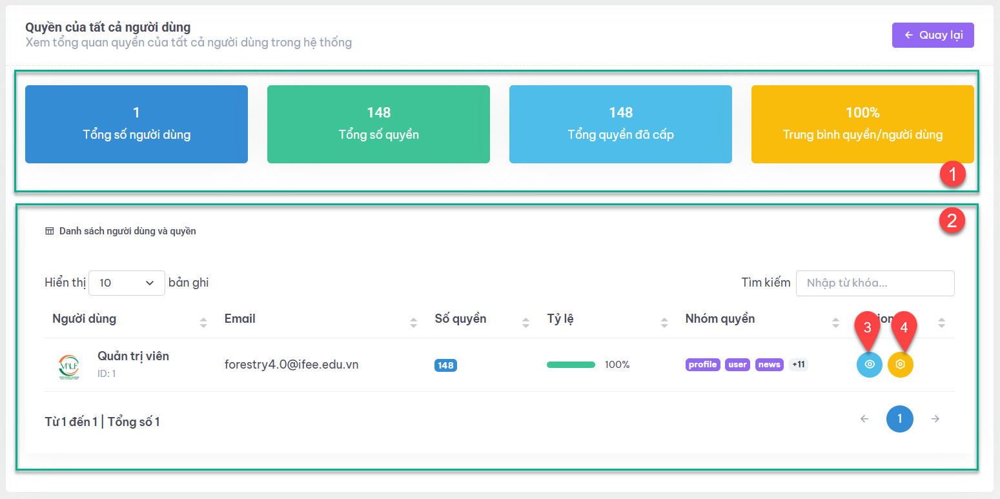 Quyền của tất cả người dùng
Xem tổng quan quyền của tất cả người dùng trong hệ thống
Quay lại
1
Tổng số người dùng
148
Tổng số quyền
148
Tổng quyền đã cấp
100%
Trung bình quyền/người dùng
1
2
Danh sách người dùng và quyền
Hiển thị 10 bản ghi
Tìm kiếm Nhập từ khóa...
Người dùng Email Số quyền Tỷ lệ Nhóm quyền
3 4
Quản trị viên
ID: 1
forestry4.0@ifee.edu.vn 148 100% profile user news +11
Từ 1 đến 1 | Tổng số 1
1